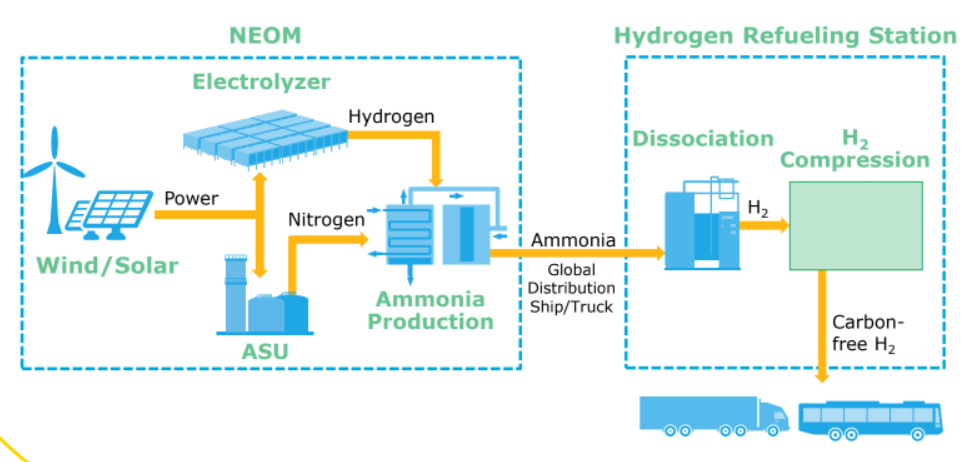 NEOM
Hydrogen Refueling Station
Electrolyzer
Hydrogen
Dissociation
H₂
Compression
Power
Nitrogen
H₂
Wind/Solar
Ammonia
Global
Distribution
Ship/Truck
Ammonia
Production
ASU
Carbon-
free H₂